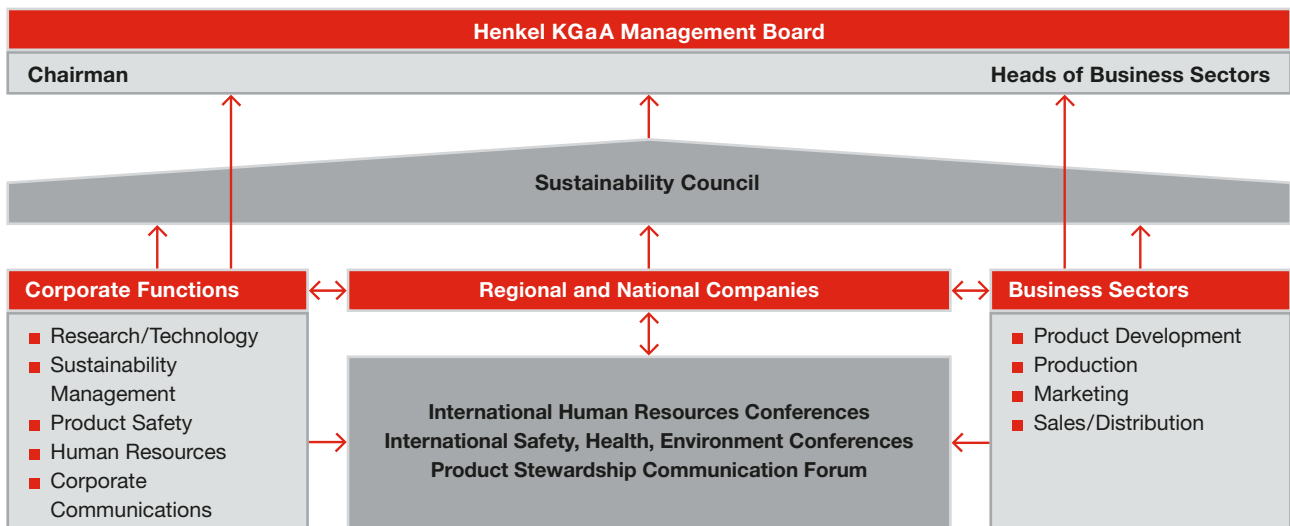 Henkel KGaA Management Board
Chairman
Heads of Business Sectors
Sustainability Council
Corporate Functions
Research/Technology
Sustainability
Management
Product Safety
Human Resources
Corporate
Communications
Regional and National Companies
International Human Resources Conferences
International Safety, Health, Environment Conferences
Product Stewardship Communication Forum
Business Sectors
Product Development
Production
Marketing
Sales/Distribution